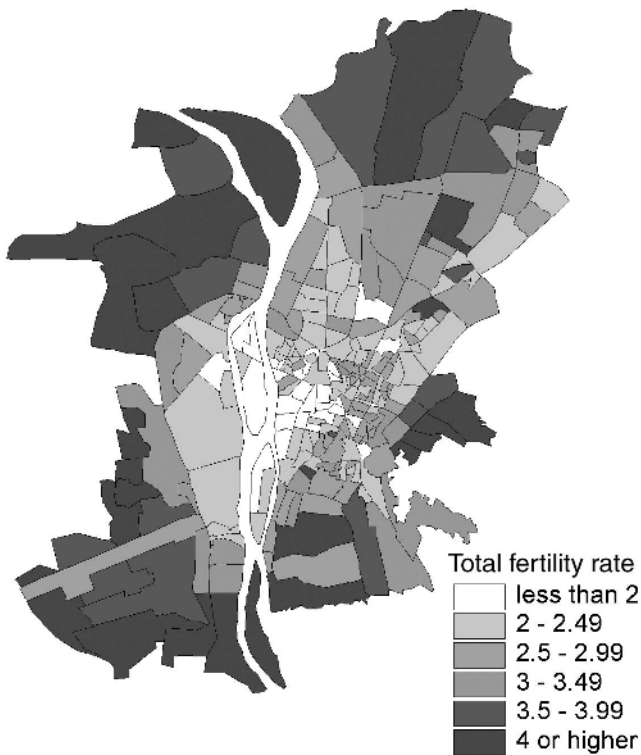 Total fertility rate
less than 2
2 - 2.49
2.5 - 2.99
3 - 3.49
3.5 - 3.99
4 or higher